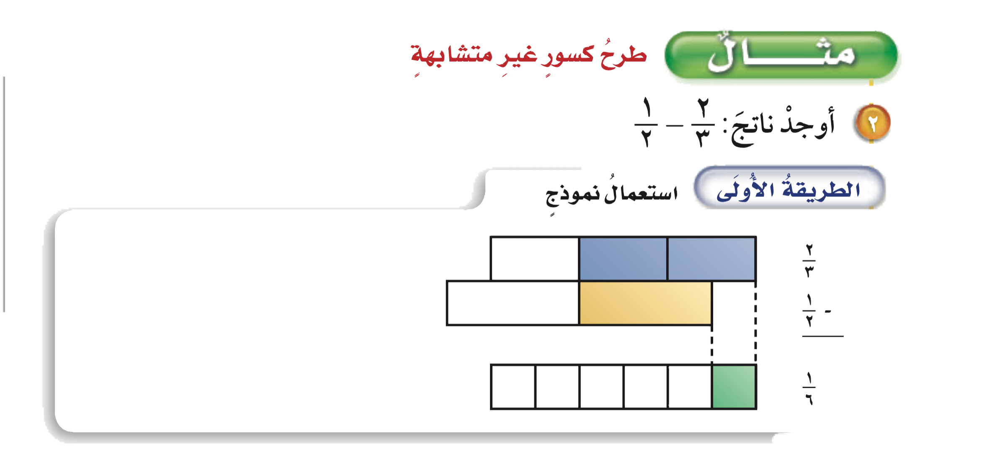 مثــــالٌ طرحُ كسورٍ غيرِ متشابهةٍ
٢ أوجدْ ناتجَ: ٢/٣ − ١/٢
الطريقةُ الأُولَى استعمالُ نموذجٍ
٢/٣
- ١/٢
١/٦